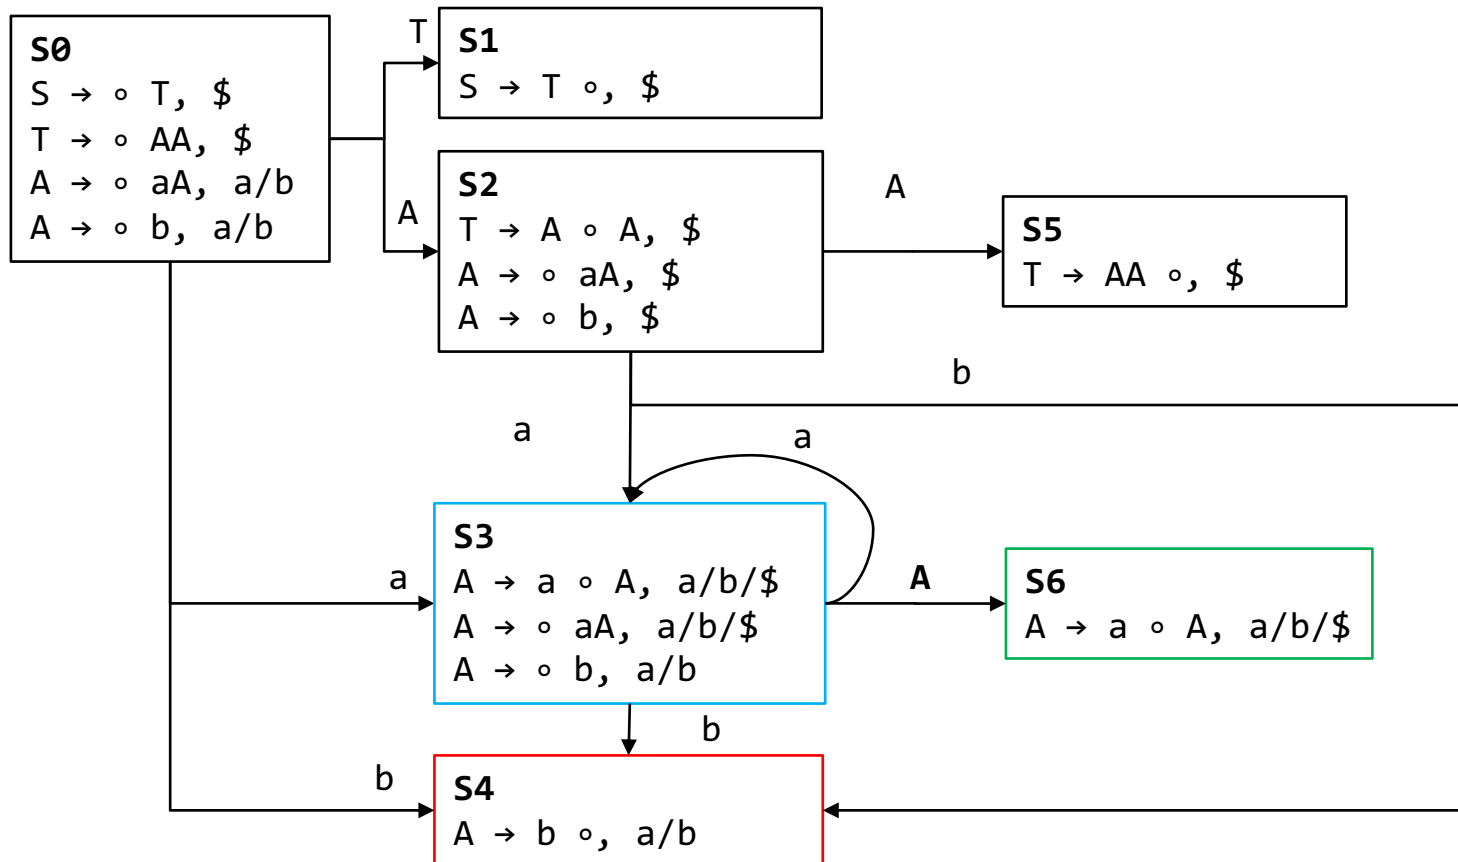 S0
S → ∘ T, $
T → ∘ AA, $
A → ∘ aA, a/b
A → ∘ b, a/b
T
S1
S → T ∘, $
A
S2
T → A ∘ A, $
A → ∘ aA, $
A → ∘ b, $
A
S5
T → AA ∘, $
b
a
a
a
S3
A → a ∘ A, a/b/$
A → ∘ aA, a/b/$
A → ∘ b, a/b
A
S6
A → a ∘ A, a/b/$
b
b
S4
A → b ∘, a/b